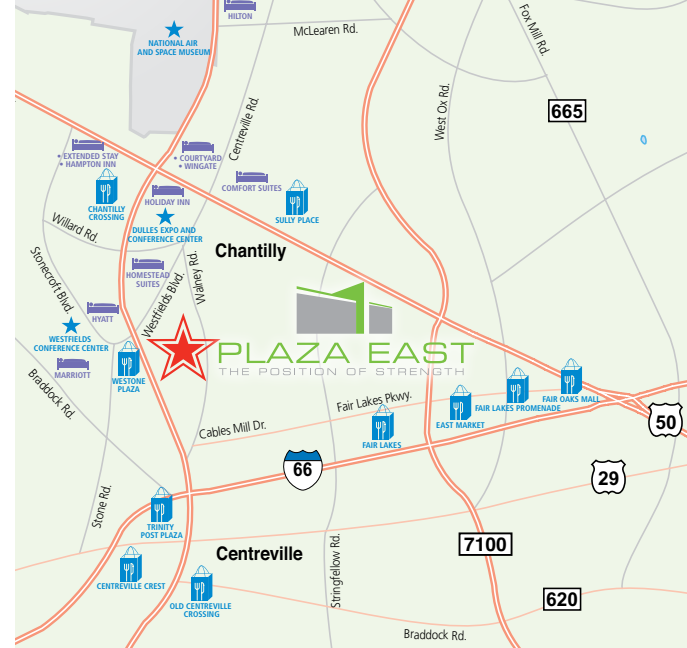 HILTON
McLearen Rd.
Fox Mill Rd.
NATIONAL AIR
AND SPACE MUSEUM
West Ox Rd.
665
Centreville Rd.
• EXTENDED STAY
• HAMPTON INN
• COURTYARD
• WINGATE
COMFORT SUITES
CHANTILLY
CROSSING
HOLIDAY INN
SULLY PLACE
Willard Rd.
DULLES EXPO AND
CONFERENCE CENTER
Chantilly
Stonecroft Blvd.
HOMESTEAD
SUITES
Walney Rd.
Westfields Blvd.
HYATT
WESTFIELDS
CONFERENCE CENTER
MARRIOTT
WESTONE
PLAZA
PLAZA EAST
THE POSITION OF STRENGTH
Braddock Rd.
Fair Lakes Pkwy.
FAIR OAKS MALL
FAIR LAKES PROMENADE
EAST MARKET
50
Cables Mill Dr.
FAIR LAKES
66
29
Stone Rd.
TRINITY
POST PLAZA
Centreville
Stringfellow Rd.
7100
CENTREVILLE CREST
OLD CENTREVILLE
CROSSING
620
Braddock Rd.